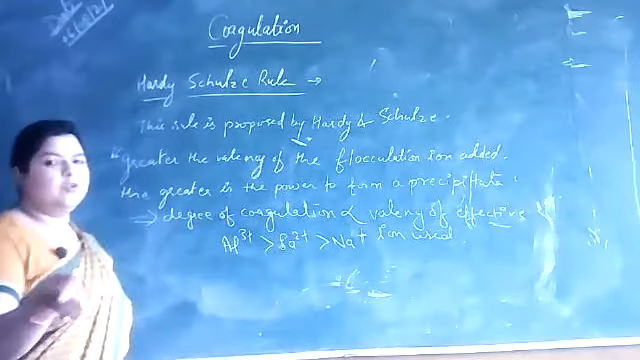 Date
Coagulation
Hardy Schulze Rule →
This rule is proposed by Hardy & Schulze.
"greater the valency of the flocculation ion added.
the greater is the power to form a precipitate.
⇒ degree of coagulation ∝ valency of effective
Al³⁺ > Ba²⁺ > Na⁺ ion used.